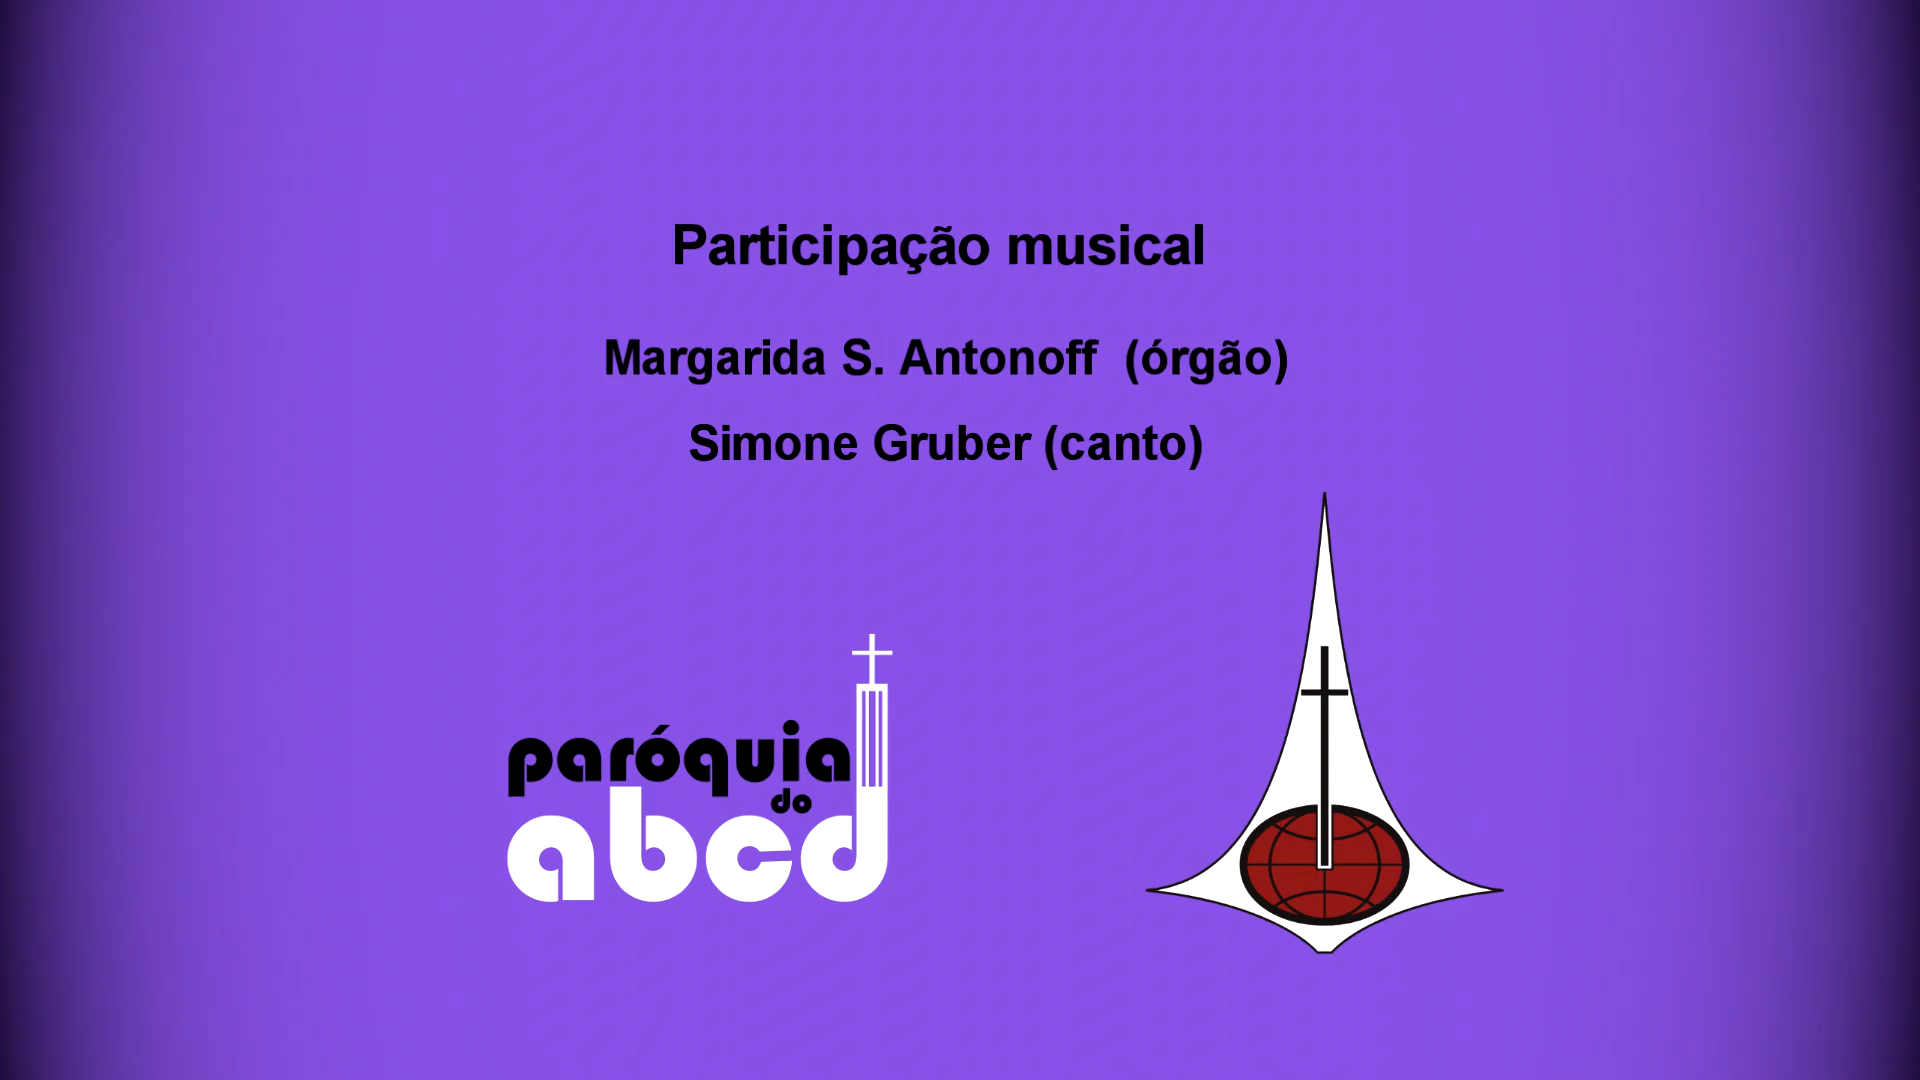 Participação musical
Margarida S. Antonoff (órgão)
Simone Gruber (canto)
paróquia
do
abcd